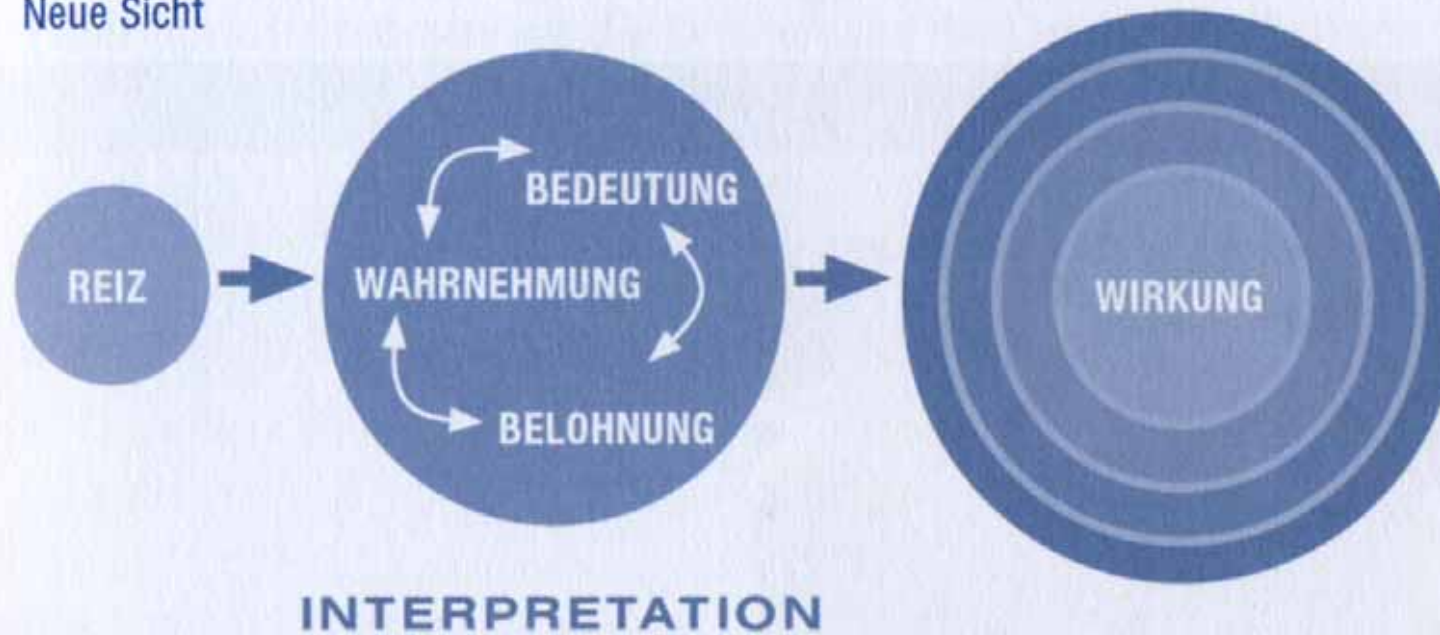 Neue Sicht
BEDEUTUNG
REIZ
WAHRNEHMUNG
WIRKUNG
BELOHNUNG
INTERPRETATION